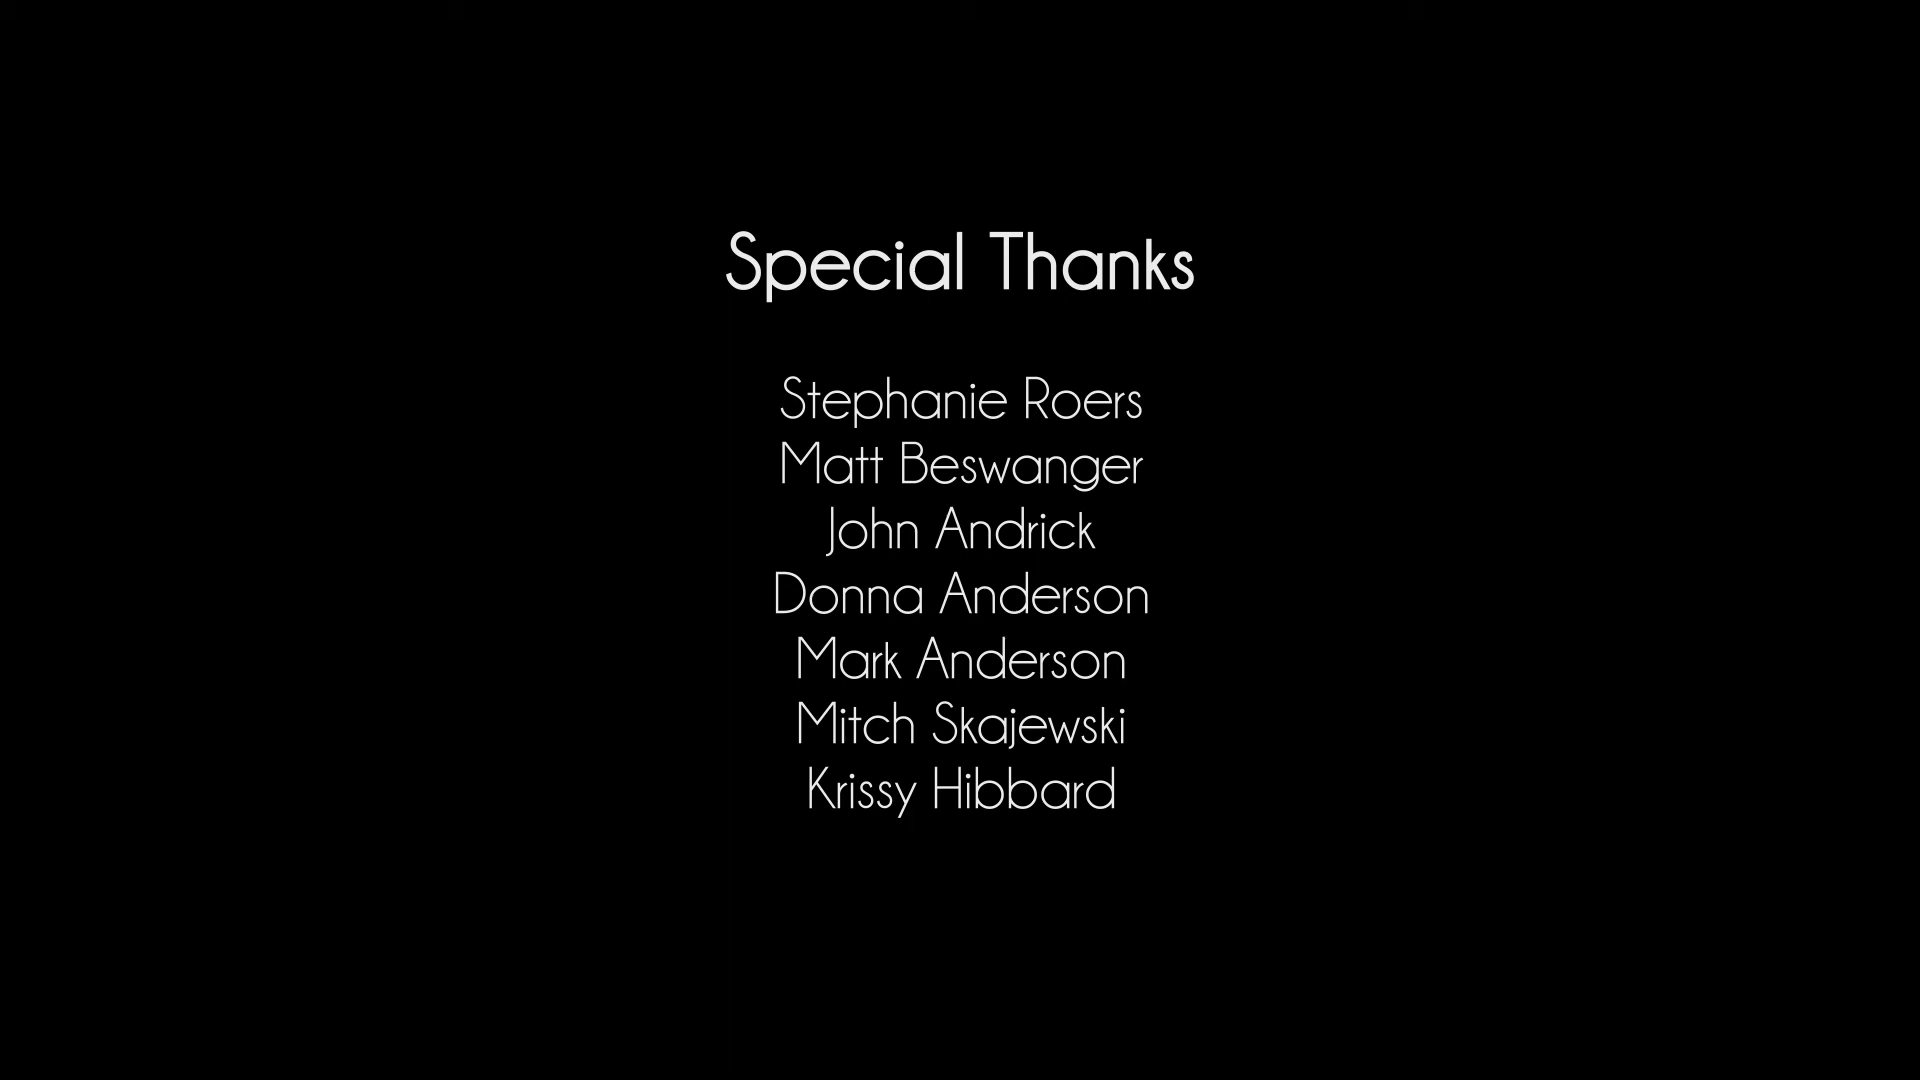 Special Thanks
Stephanie Roers
Matt Beswanger
John Andrick
Donna Anderson
Mark Anderson
Mitch Skajewski
Krissy Hibbard